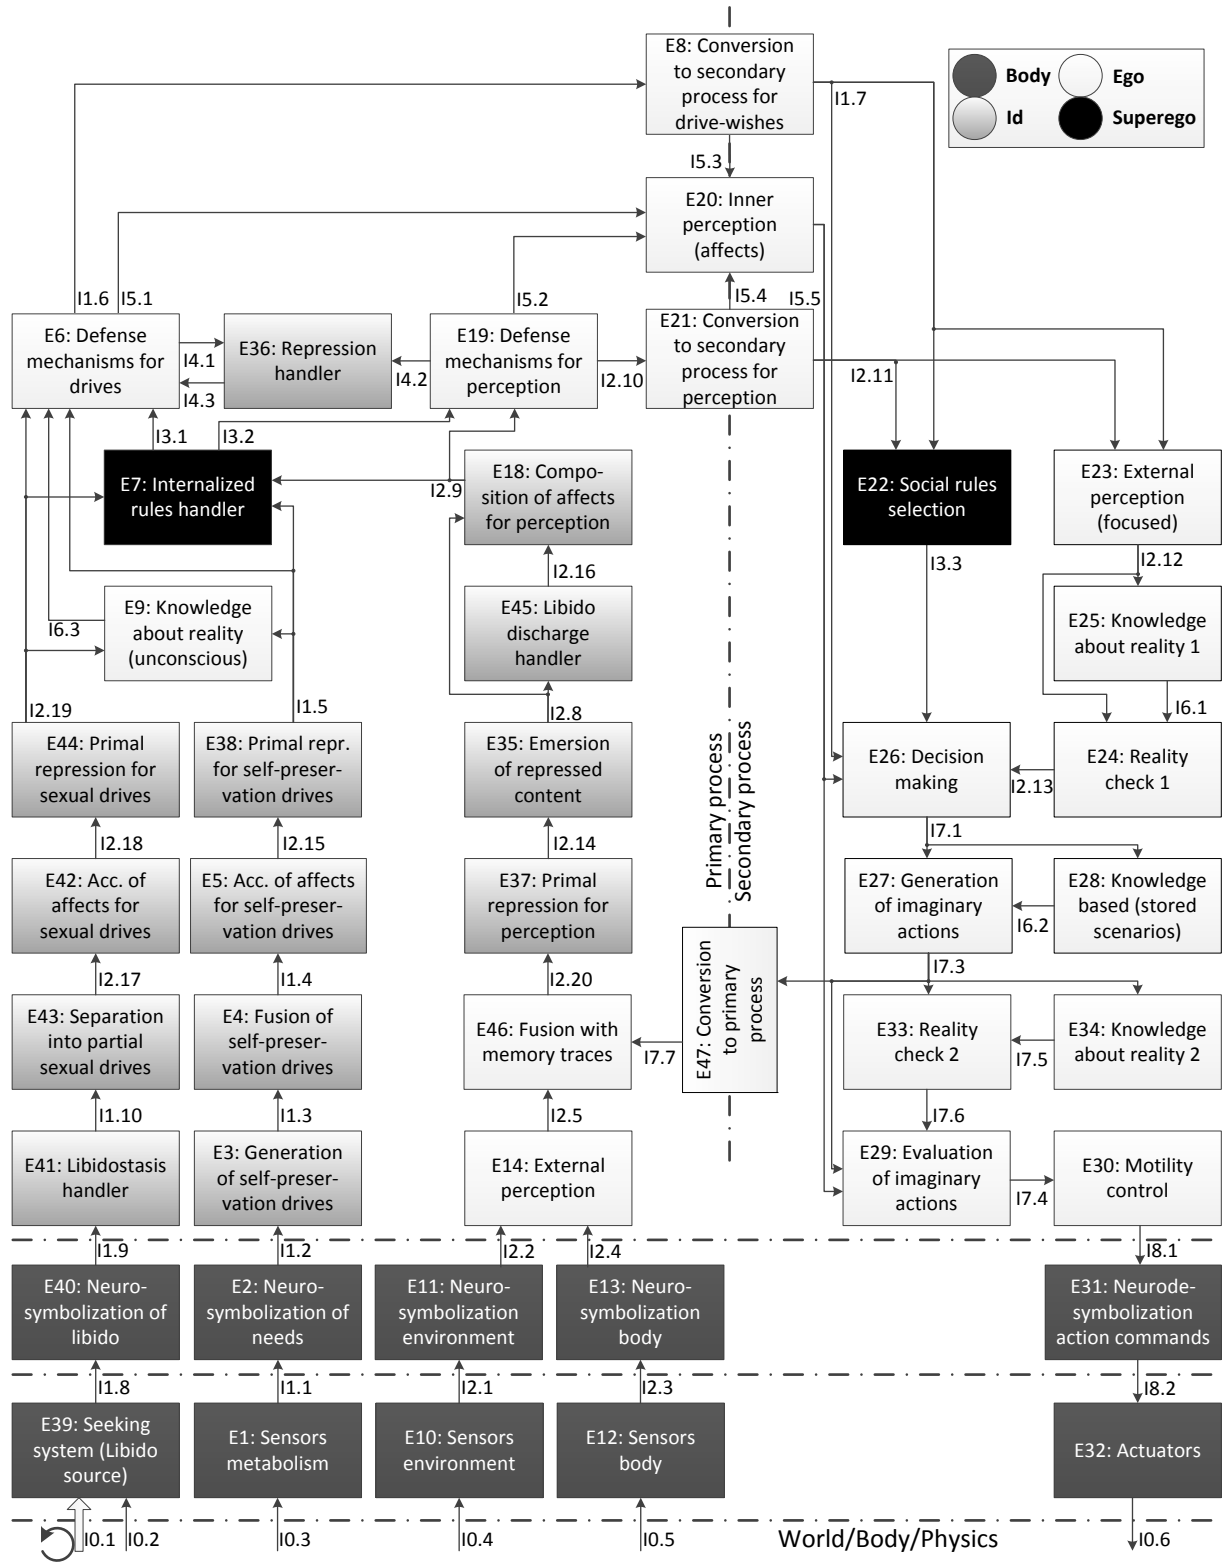 E8: Conversion
to secondary
process for
drive-wishes
Body
Ego
Id
Superego
I1.7
I5.3
E20: Inner
perception
(affects)
I1.6
I5.1
I5.2
I5.4
I5.5
E6: Defense
mechanisms for
drives
I4.1
I4.3
E36: Repression
handler
I4.2
E19: Defense
mechanisms for
perception
I2.10
E21: Conversion
to secondary
process for
perception
I2.11
I3.1
I3.2
E7: Internalized
rules handler
I2.9
E18: Compo-
sition of affects
for perception
E22: Social rules
selection
E23: External
perception
(focused)
I2.16
I3.3
I2.12
E9: Knowledge
about reality
(unconscious)
I6.3
E45: Libido
discharge
handler
E25: Knowledge
about reality 1
I2.19
I1.5
I2.8
I6.1
E44: Primal
repression for
sexual drives
E38: Primal repr.
for self-preser-
vation drives
E35: Emersion
of repressed
content
Primary process
Secondary process
E26: Decision
making
I2.13
E24: Reality
check 1
I2.18
I2.15
I2.14
I7.1
E42: Acc. of
affects for
sexual drives
E5: Acc. of affects
for self-preser-
vation drives
E37: Primal
repression for
perception
E27: Generation
of imaginary
actions
I6.2
E28: Knowledge
based (stored
scenarios)
I2.17
I1.4
I2.20
I7.3
E43: Separation
into partial
sexual drives
E4: Fusion of
self-preser-
vation drives
E46: Fusion with
memory traces
I7.7
E47: Conversion
to primary
process
E33: Reality
check 2
I7.5
E34: Knowledge
about reality 2
I1.10
I1.3
I2.5
I7.6
E41: Libidostasis
handler
E3: Generation
of self-preser-
vation drives
E14: External
perception
E29: Evaluation
of imaginary
actions
I7.4
E30: Motility
control
I1.9
I1.2
I2.2
I2.4
I8.1
E40: Neuro-
symbolization of
libido
E2: Neuro-
symbolization of
needs
E11: Neuro-
symbolization
environment
E13: Neuro-
symbolization
body
E31: Neurode-
symbolization
action commands
I1.8
I1.1
I2.1
I2.3
I8.2
E39: Seeking
system (Libido
source)
E1: Sensors
metabolism
E10: Sensors
environment
E12: Sensors
body
E32: Actuators
I0.1
I0.2
I0.3
I0.4
I0.5
World/Body/Physics
I0.6